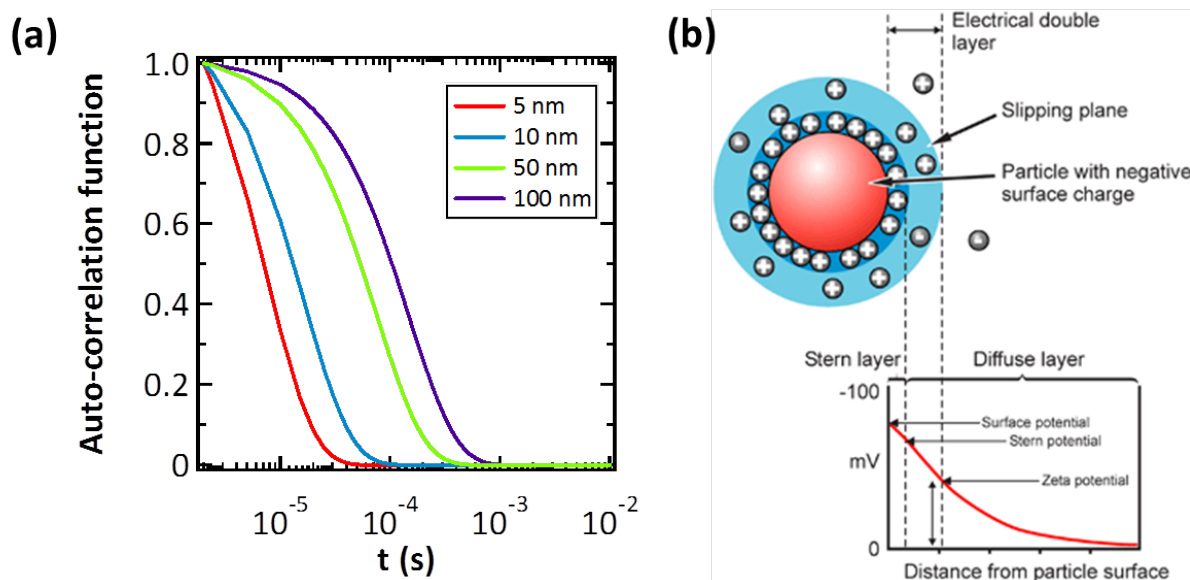 (a)
Auto-correlation function
1.0
0.8
0.6
0.4
0.2
0
10⁻⁵
10⁻⁴
10⁻³
10⁻²
t (s)
5 nm
10 nm
50 nm
100 nm
(b)
Electrical double
layer
Slipping plane
Particle with negative
surface charge
Stern layer
Diffuse layer
-100
mV
0
Surface potential
Stern potential
Zeta potential
Distance from particle surface